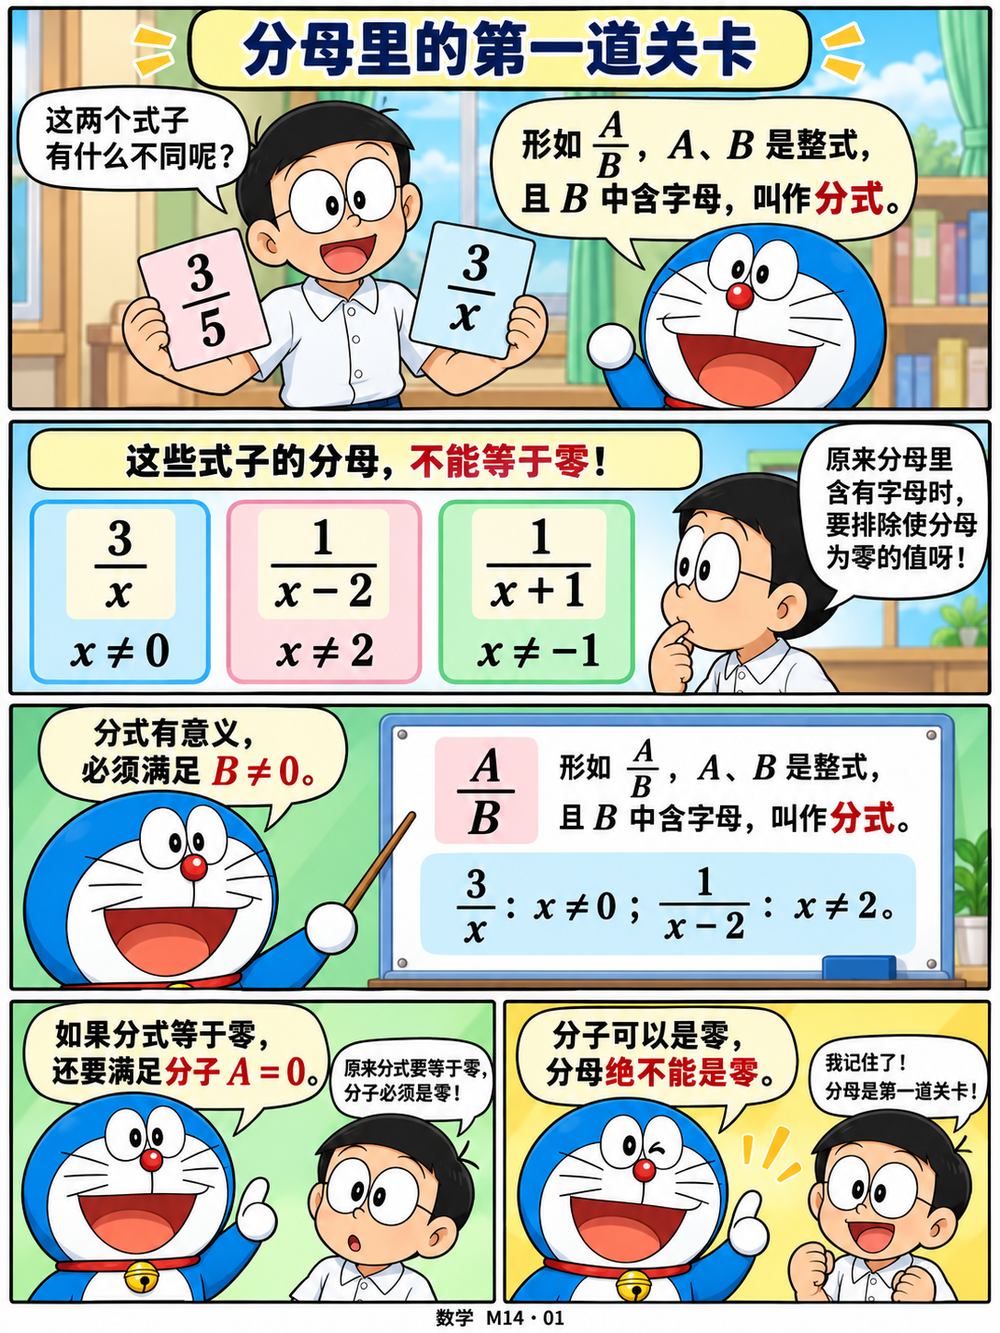 分母里的第一道关卡
这两个式子
有什么不同呢?
3/5
3/x
形如 A/B，A、B 是整式，
且 B 中含字母，叫作分式。
这些式子的分母，不能等于零!
3/x
x ≠ 0
1/(x − 2)
x ≠ 2
1/(x + 1)
x ≠ −1
原来分母里
含有字母时，
要排除使分母
为零的值呀!
分式有意义，
必须满足 B ≠ 0。
A/B
形如 A/B，A、B 是整式，
且 B 中含字母，叫作分式。
3/x：x ≠ 0；1/(x − 2)：x ≠ 2。
如果分式等于零，
还要满足分子 A = 0。
原来分式要等于零，
分子必须是零!
分子可以是零，
分母绝不能是零。
我记住了!
分母是第一道关卡!
数学 M14·01